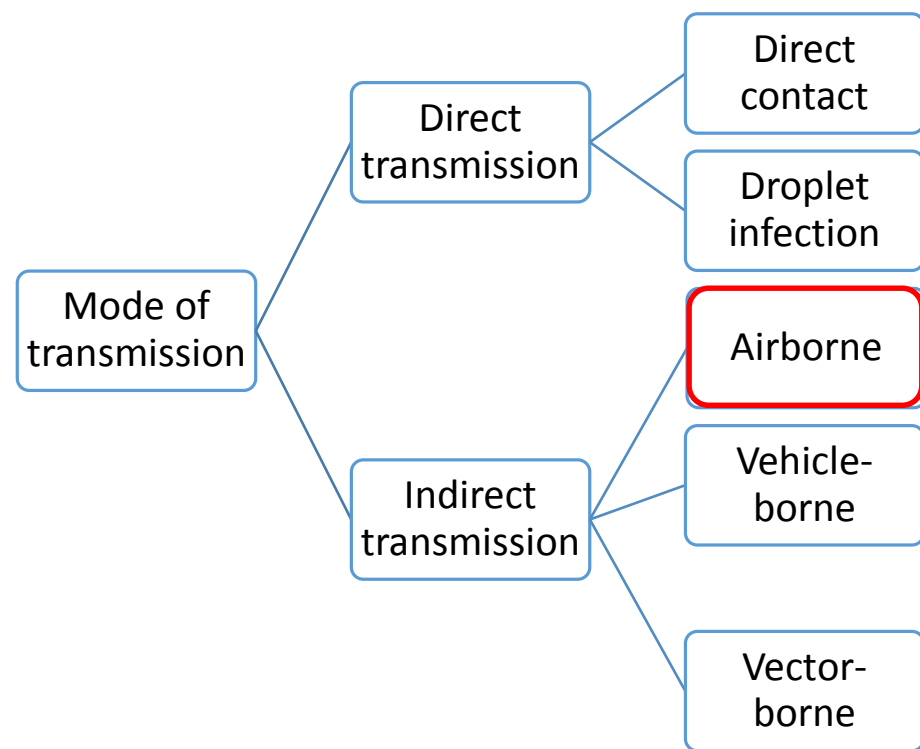 Direct
contact
Direct
transmission
Droplet
infection
Mode of
transmission
Airborne
Indirect
transmission
Vehicle-
borne
Vector-
borne